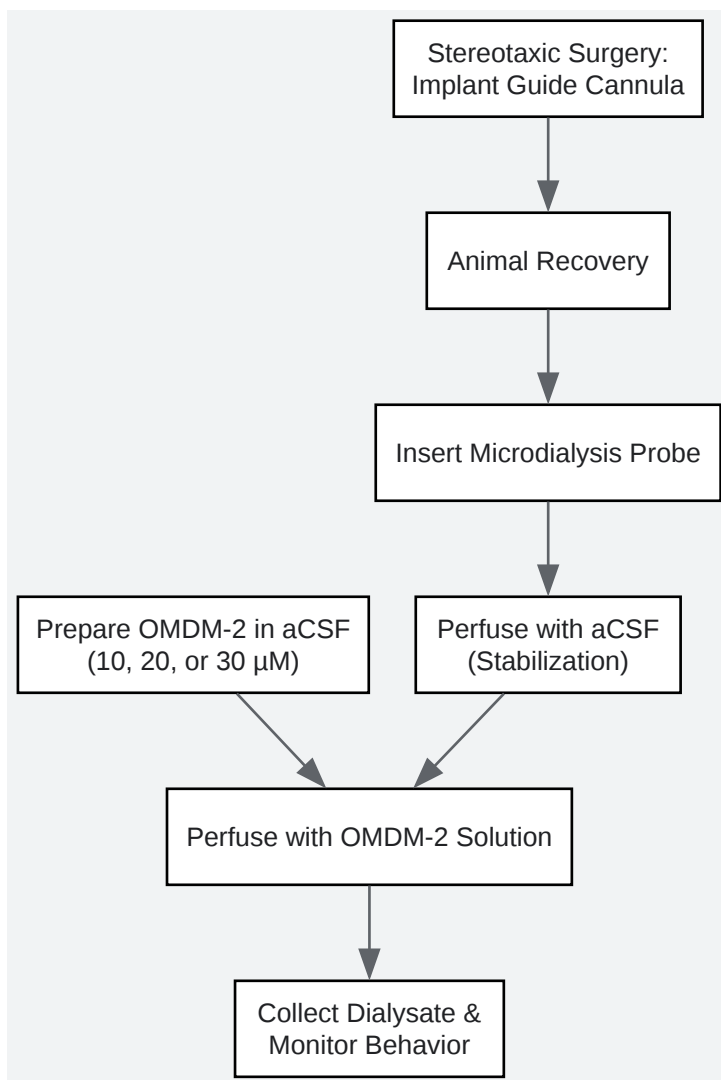 Stereotaxic Surgery:
Implant Guide Cannula
Animal Recovery
Insert Microdialysis Probe
Prepare OMDM-2 in aCSF
(10, 20, or 30 µM)
Perfuse with aCSF
(Stabilization)
Perfuse with OMDM-2 Solution
Collect Dialysate &
Monitor Behavior